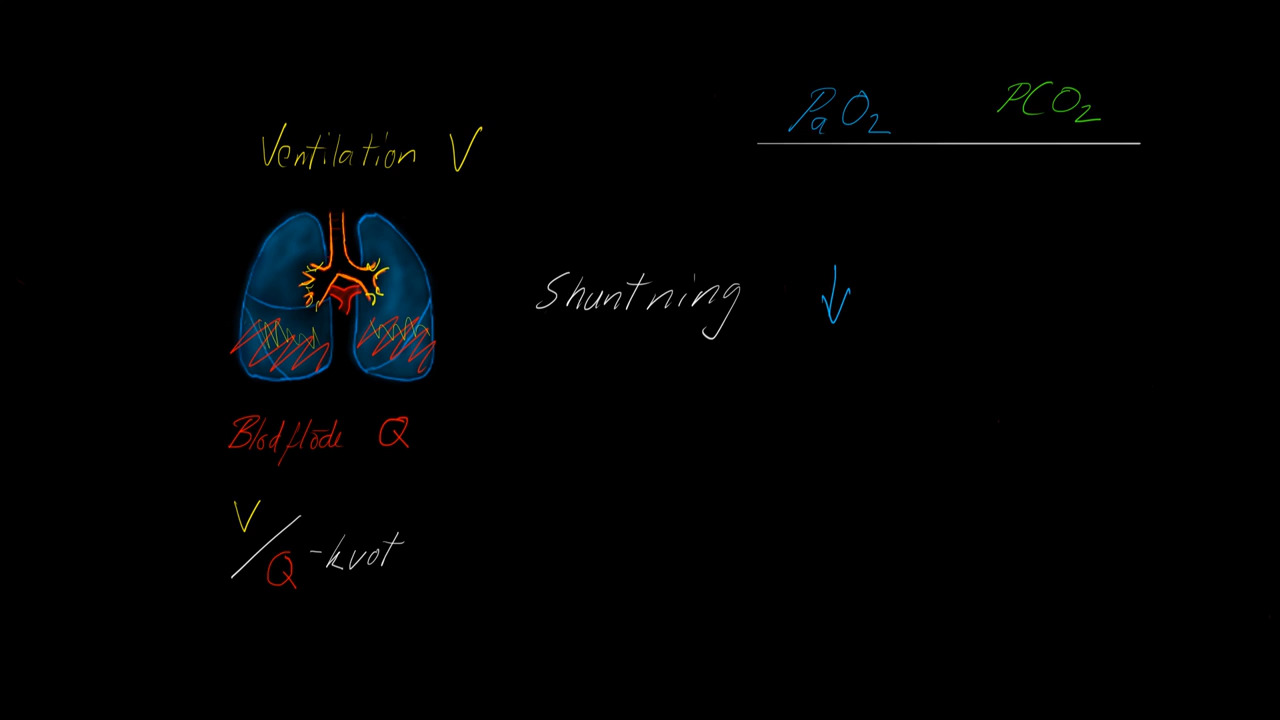 PaO2 PCO2
Ventilation V
Shuntning ↓
Blodflöde Q
V/Q-kvot